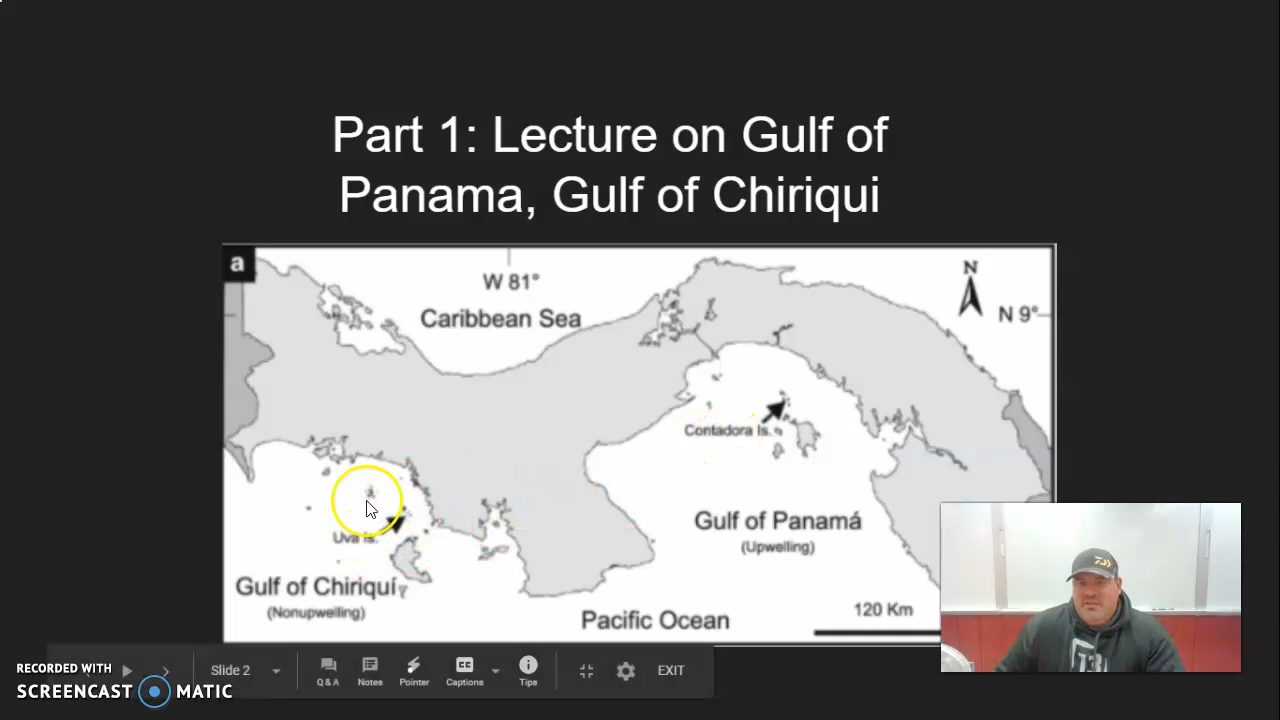 Part 1: Lecture on Gulf of
Panama, Gulf of Chiriqui
a
W 81°
N
N 9°
Caribbean Sea
Contadora Is.
Uva Is.
Gulf of Panamá
(Upwelling)
Gulf of Chiriquí
(Nonupwelling)
Pacific Ocean
120 Km
RECORDED WITH
SCREENCAST MATIC
Slide 2
Q & A
Notes
Pointer
CC
Captions
Tips
EXIT